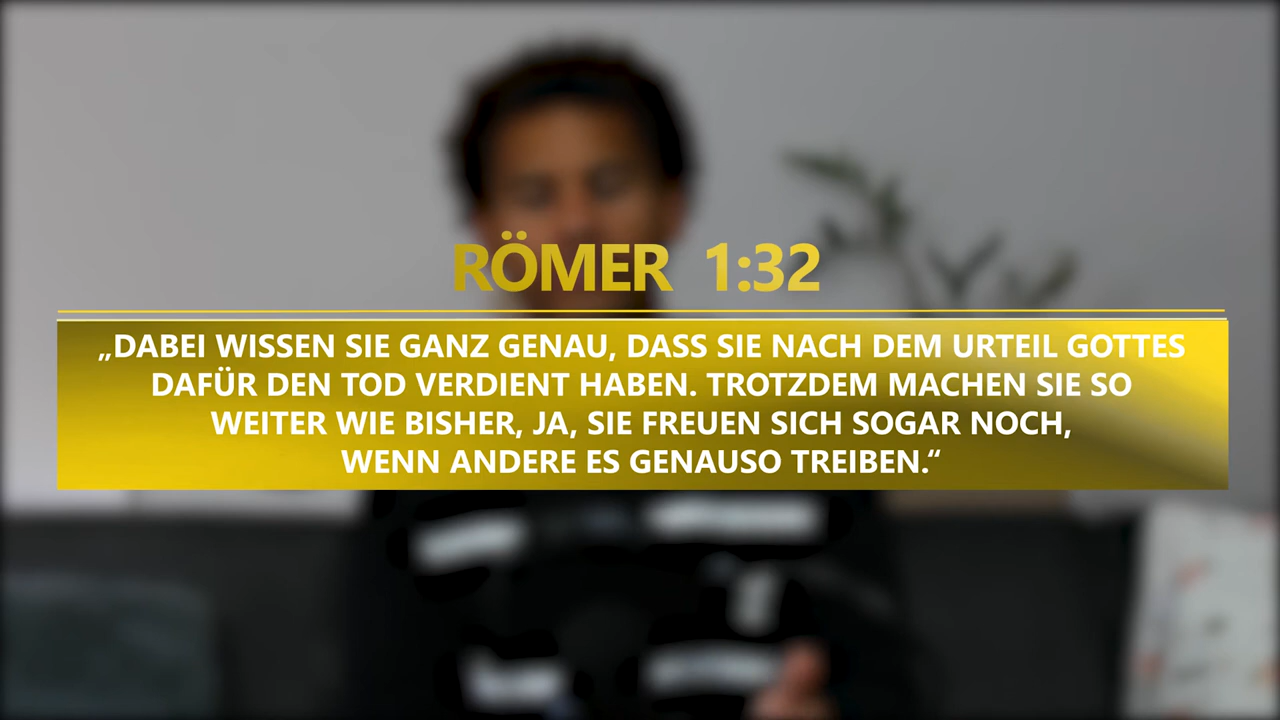 RÖMER 1:32
„DABEI WISSEN SIE GANZ GENAU, DASS SIE NACH DEM URTEIL GOTTES
DAFÜR DEN TOD VERDIENT HABEN. TROTZDEM MACHEN SIE SO
WEITER WIE BISHER, JA, SIE FREUEN SICH SOGAR NOCH,
WENN ANDERE ES GENAUSO TREIBEN.“